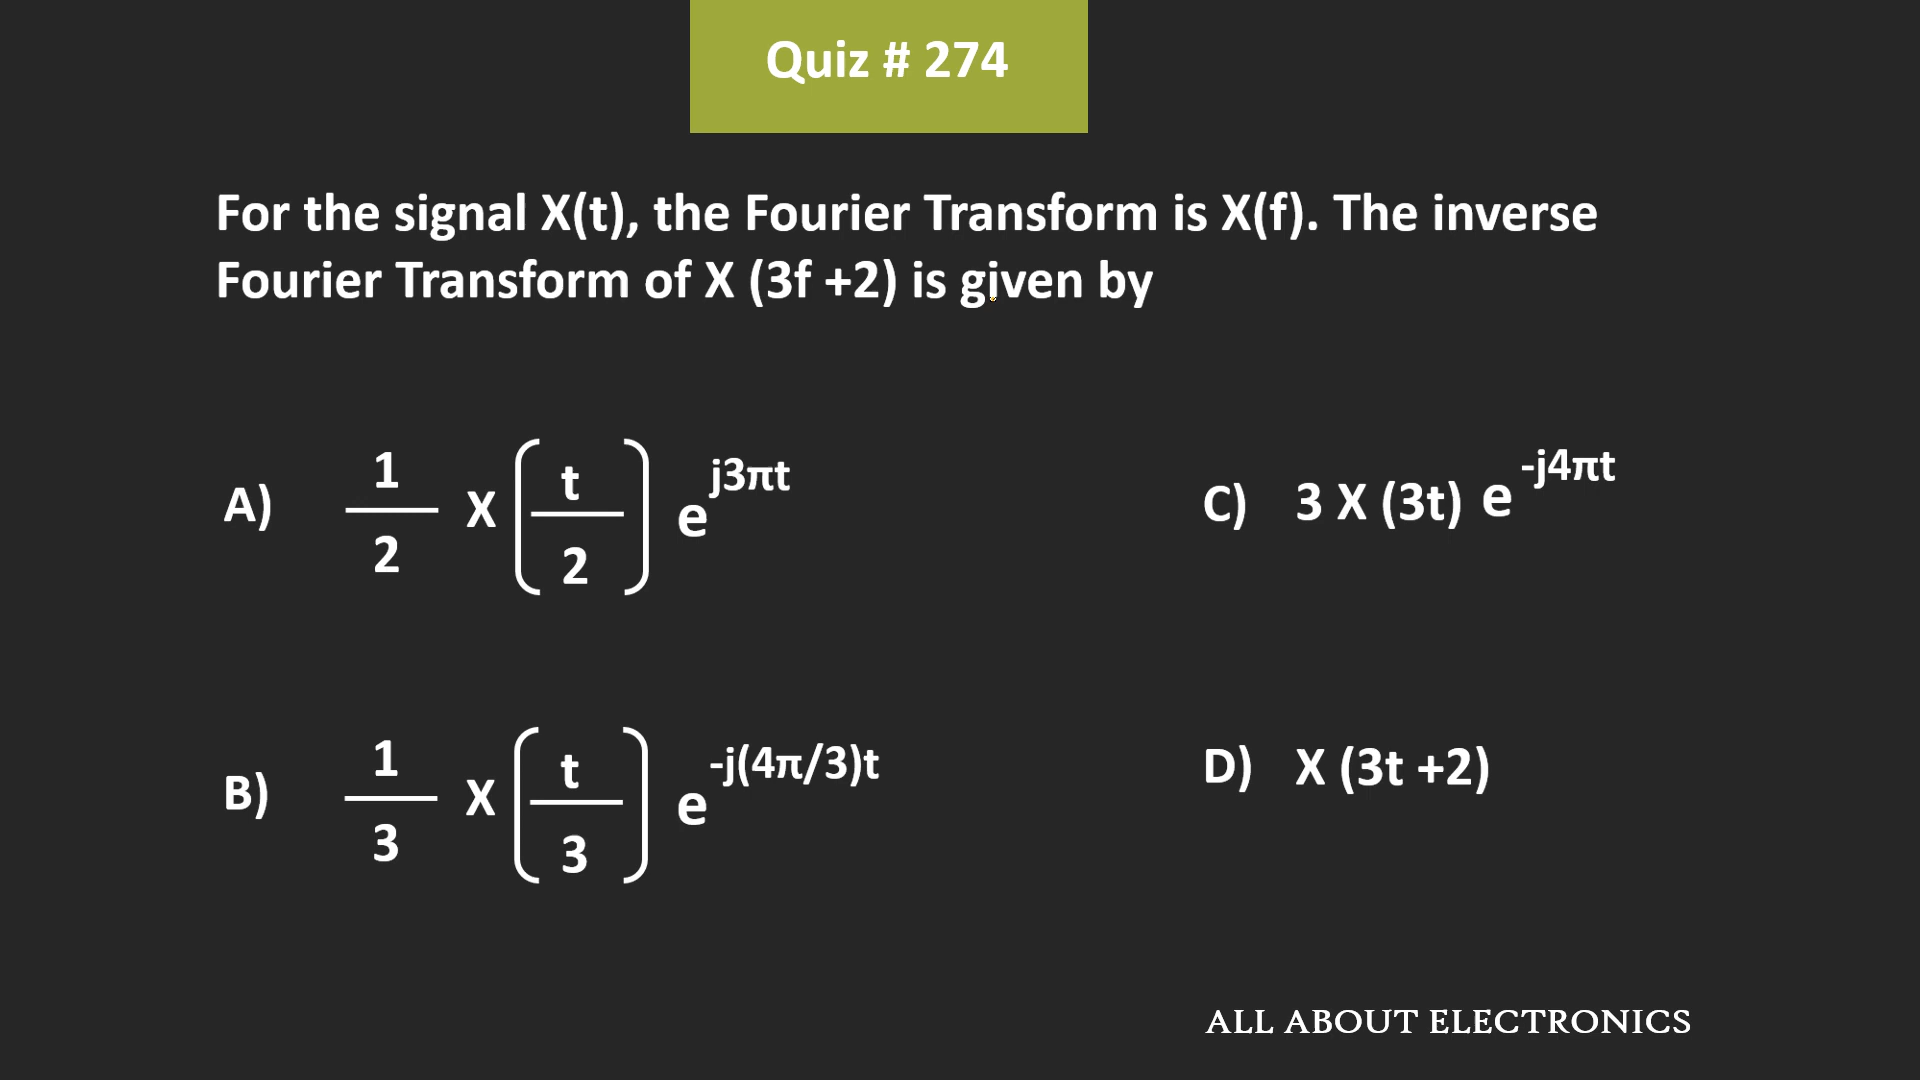 Quiz # 274
For the signal X(t), the Fourier Transform is X(f). The inverse
Fourier Transform of X (3f +2) is given by
A) 1/2 X (t/2) e^j3πt
B) 1/3 X (t/3) e^-j(4π/3)t
C) 3 X (3t) e^-j4πt
D) X (3t +2)
ALL ABOUT ELECTRONICS